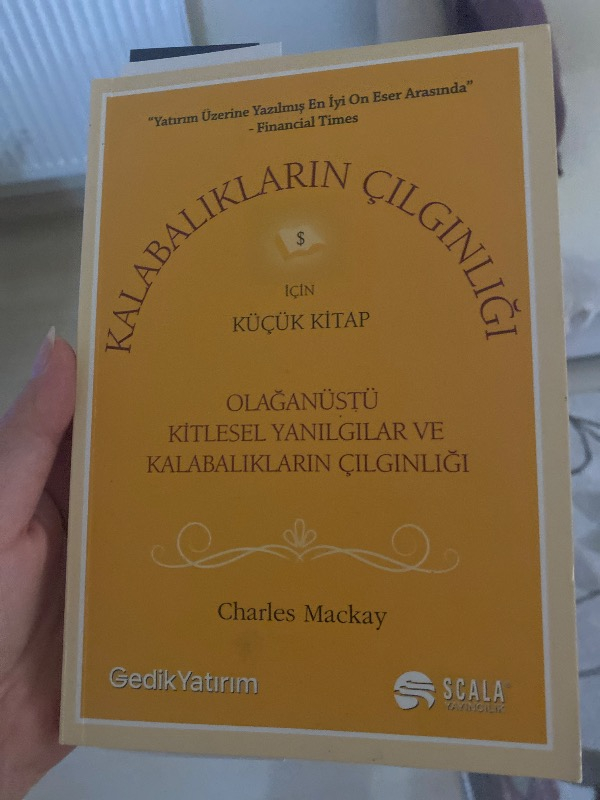 "Yatırım Üzerine Yazılmış En İyi On Eser Arasında"
- Financial Times
KALABALIKLARIN ÇILGINLIĞI
$
İÇİN
KÜÇÜK KİTAP
OLAĞANÜSTÜ
KİTLESEL YANILGILAR VE
KALABALIKLARIN ÇILGINLIĞI
Charles Mackay
GedikYatırım
SCALA
YAYINCILIK